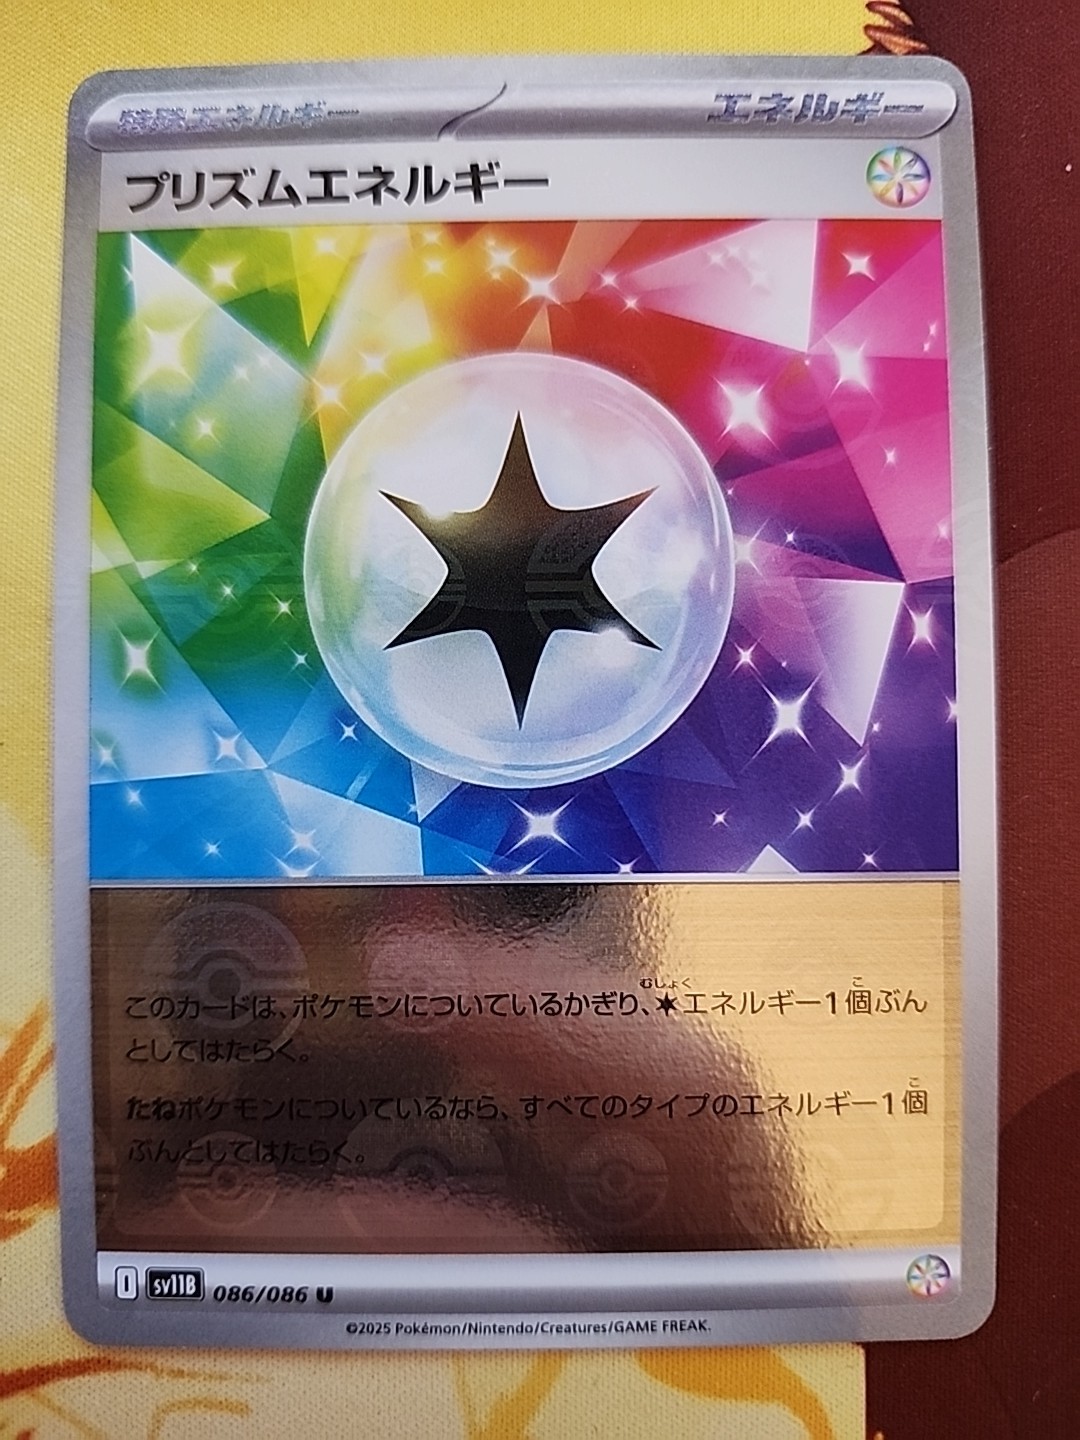 特殊エネルギー エネルギー
プリズムエネルギー
むしょく こ
このカードは、ポケモンについているかぎり、エネルギー1個ぶん
としてはたらく。
こ
たねポケモンについているなら、すべてのタイプのエネルギー1個
ぶんとしてはたらく。
I SV11B 086/086 U
©2025 Pokémon/Nintendo/Creatures/GAME FREAK.